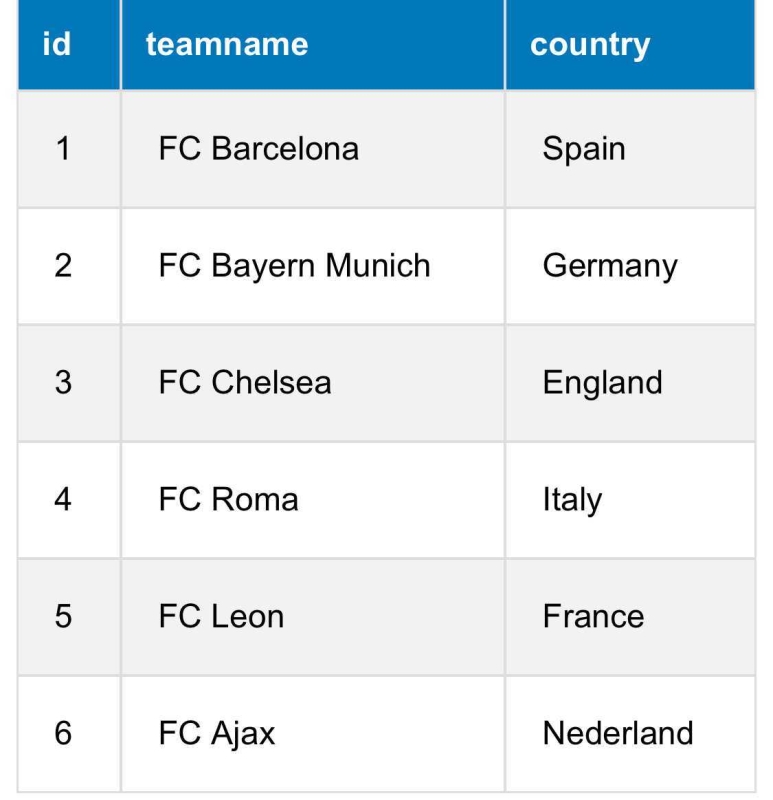 id teamname country
1 FC Barcelona Spain
2 FC Bayern Munich Germany
3 FC Chelsea England
4 FC Roma Italy
5 FC Leon France
6 FC Ajax Nederland